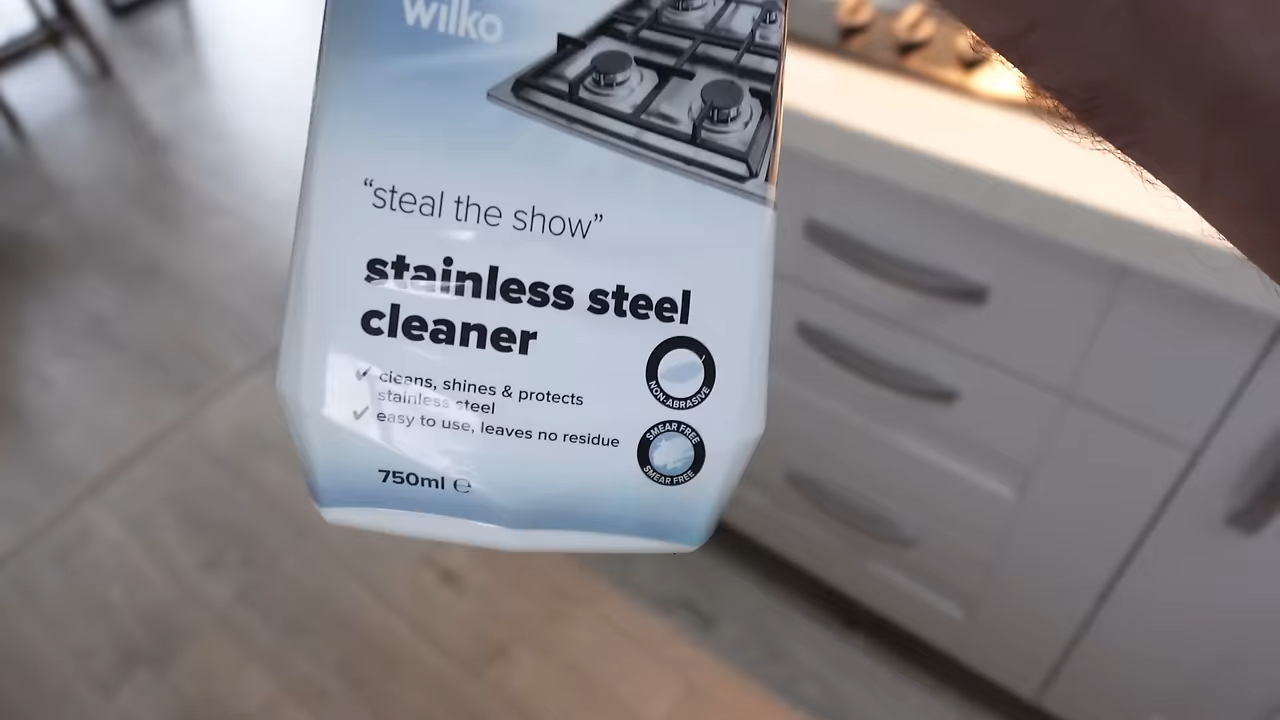 wilko
“steal the show”
stainless steel
cleaner
✓ cleans, shines & protects
stainless steel
✓ easy to use, leaves no residue
NON-ABRASIVE
SMEAR FREE
SMEAR FREE
750ml ℮